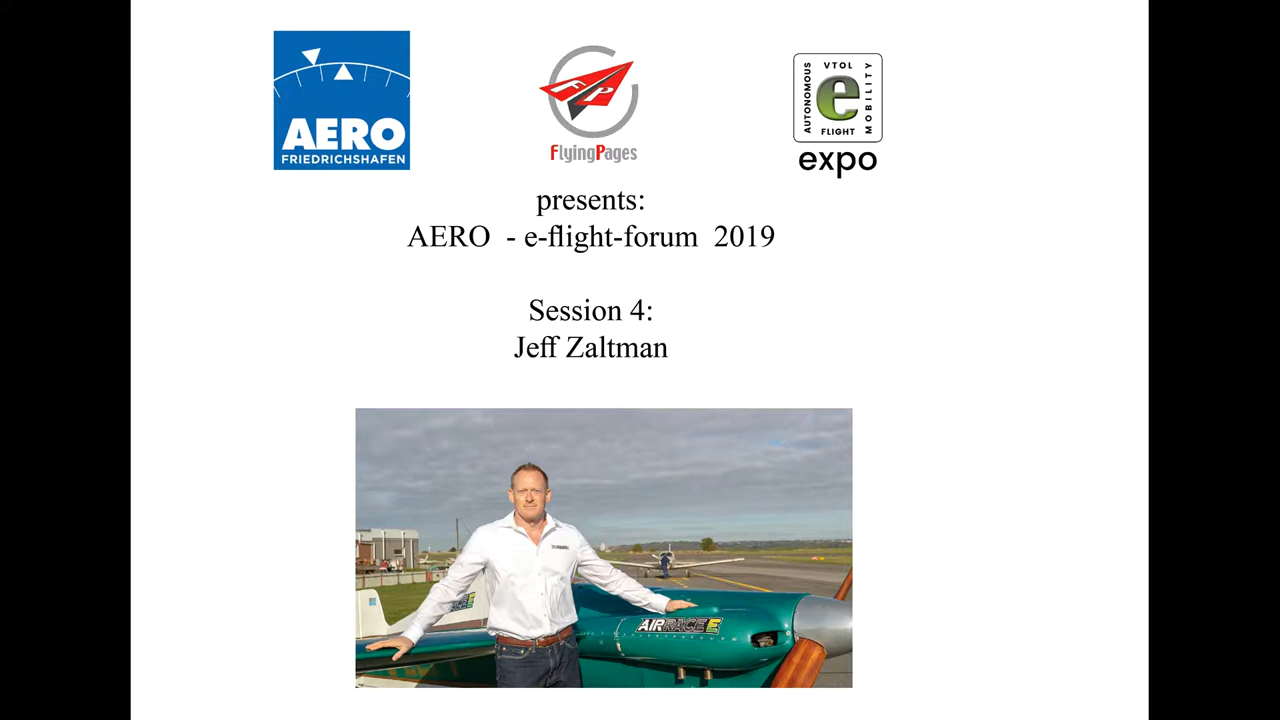 AERO
FRIEDRICHSHAFEN
FP
FlyingPages
AUTONOMOUS
VTOL
MOBILITY
e
FLIGHT
expo
presents:
AERO - e-flight-forum 2019
Session 4:
Jeff Zaltman
AIR RACE E